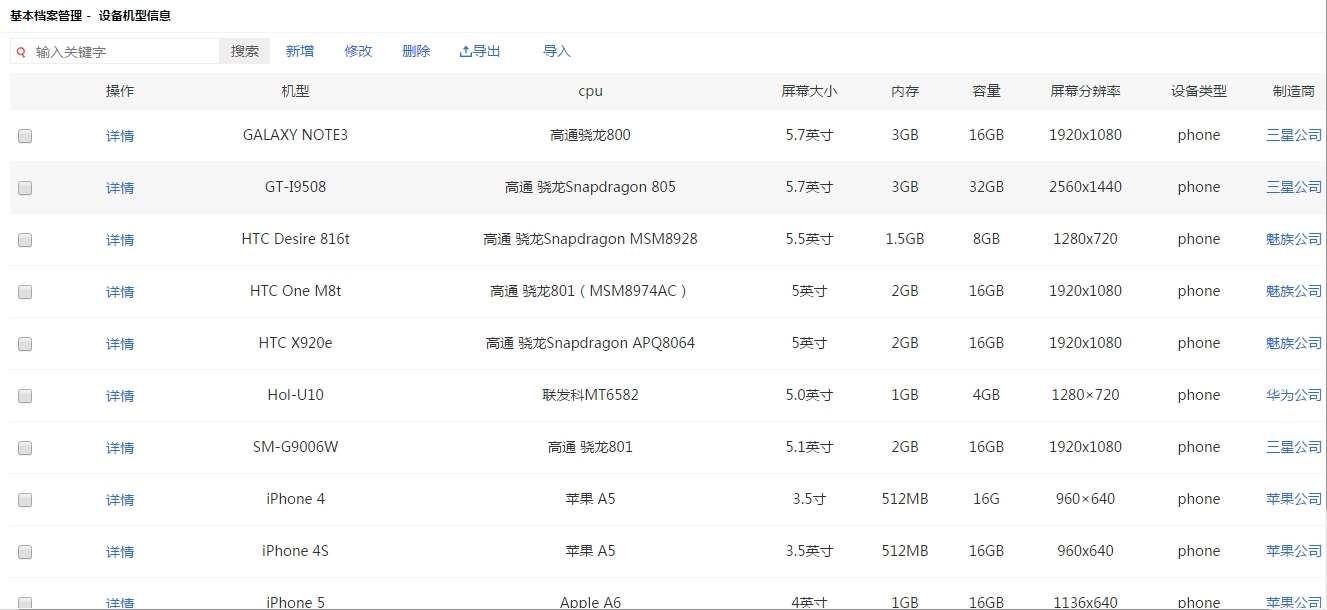 基本档案管理 - 设备机型信息
输入关键字 搜索 新增 修改 删除 导出 导入
操作 机型 cpu 屏幕大小 内存 容量 屏幕分辨率 设备类型 制造商
详情 GALAXY NOTE3 高通骁龙800 5.7英寸 3GB 16GB 1920x1080 phone 三星公司
详情 GT-I9508 高通 骁龙Snapdragon 805 5.7英寸 3GB 32GB 2560x1440 phone 三星公司
详情 HTC Desire 816t 高通 骁龙Snapdragon MSM8928 5.5英寸 1.5GB 8GB 1280x720 phone 魅族公司
详情 HTC One M8t 高通 骁龙801（MSM8974AC） 5英寸 2GB 16GB 1920x1080 phone 魅族公司
详情 HTC X920e 高通 骁龙Snapdragon APQ8064 5英寸 2GB 16GB 1920x1080 phone 魅族公司
详情 Hol-U10 联发科MT6582 5.0英寸 1GB 4GB 1280×720 phone 华为公司
详情 SM-G9006W 高通 骁龙801 5.1英寸 2GB 16GB 1920x1080 phone 三星公司
详情 iPhone 4 苹果 A5 3.5寸 512MB 16G 960×640 phone 苹果公司
详情 iPhone 4S 苹果 A5 3.5英寸 512MB 16GB 960x640 phone 苹果公司
详情 iPhone 5 Apple A6 4英寸 1GB 16GB 1136x640 phone 苹果公司